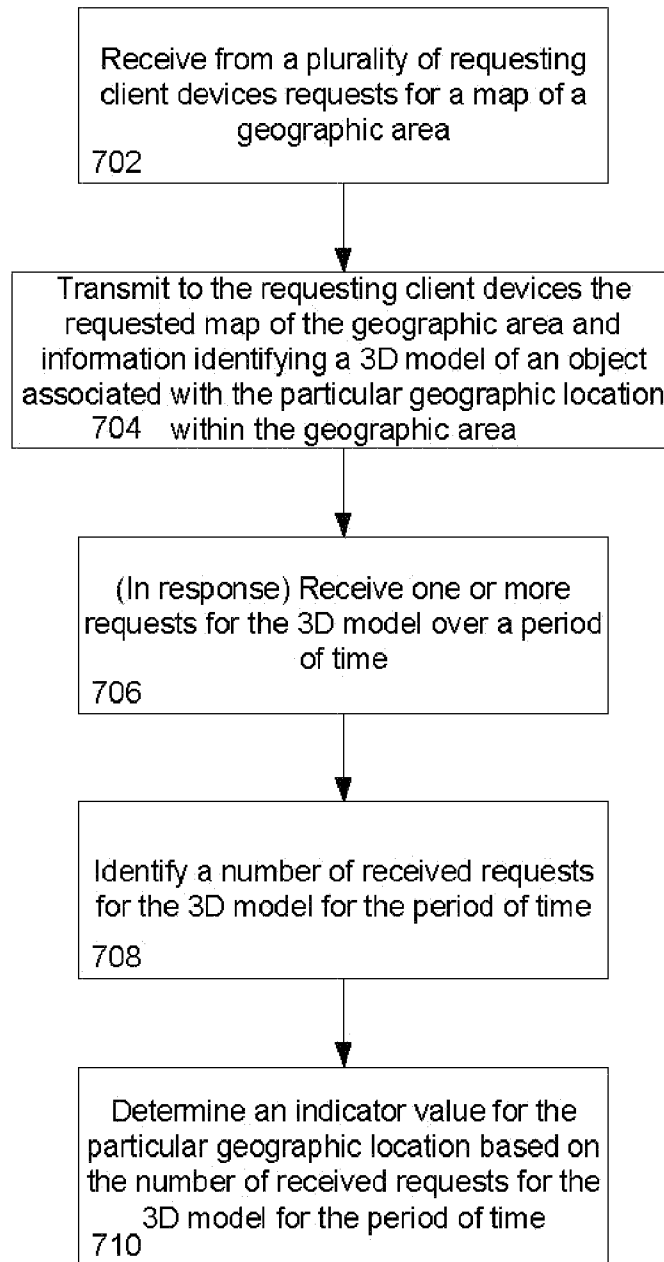 Receive from a plurality of requesting
client devices requests for a map of a
geographic area
702
Transmit to the requesting client devices the
requested map of the geographic area and
information identifying a 3D model of an object
associated with the particular geographic location
704 within the geographic area
(In response) Receive one or more
requests for the 3D model over a period
of time
706
Identify a number of received requests
for the 3D model for the period of time
708
Determine an indicator value for the
particular geographic location based on
the number of received requests for the
3D model for the period of time
710